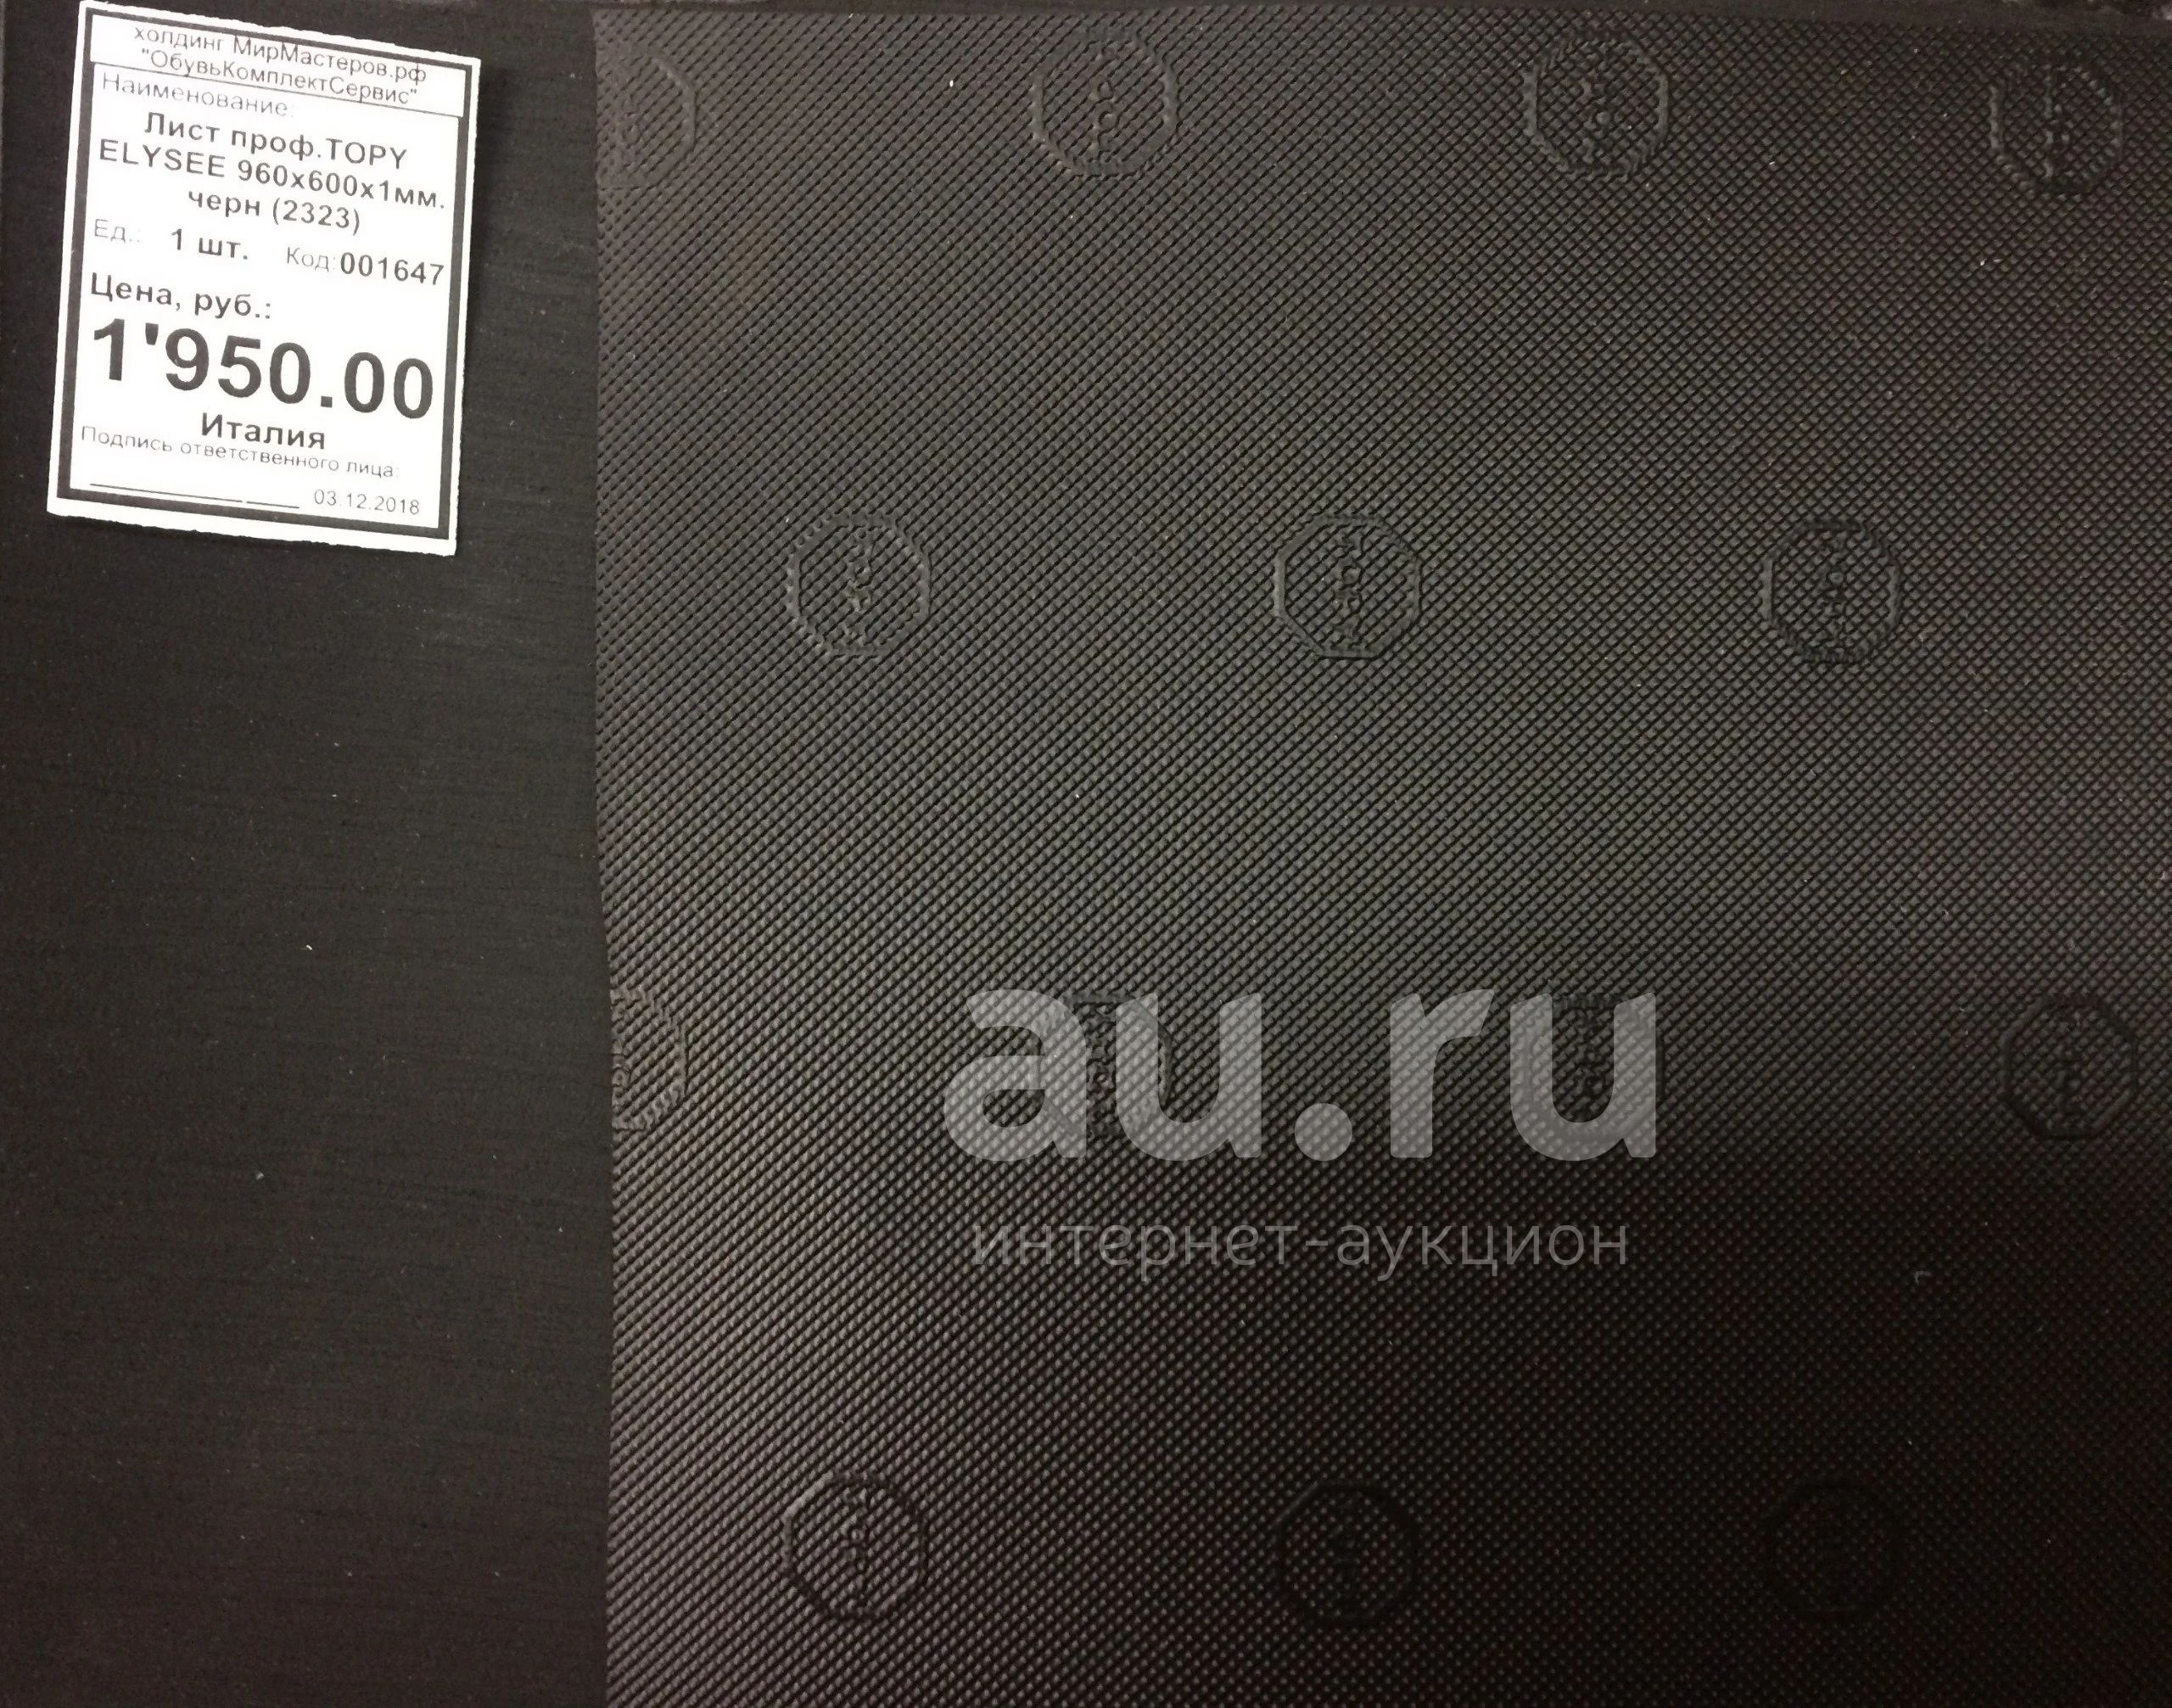 холдинг МирМастеров.рф
"ОбувьКомплектСервис"
Наименование:
Лист проф.TOPY
ELYSEE 960x600x1мм.
черн (2323)
Ед.: 1 шт. Код:001647
Цена, руб.:
1'950.00
Италия
Подпись ответственного лица:
03.12.2018
au.ru
интернет-аукцион